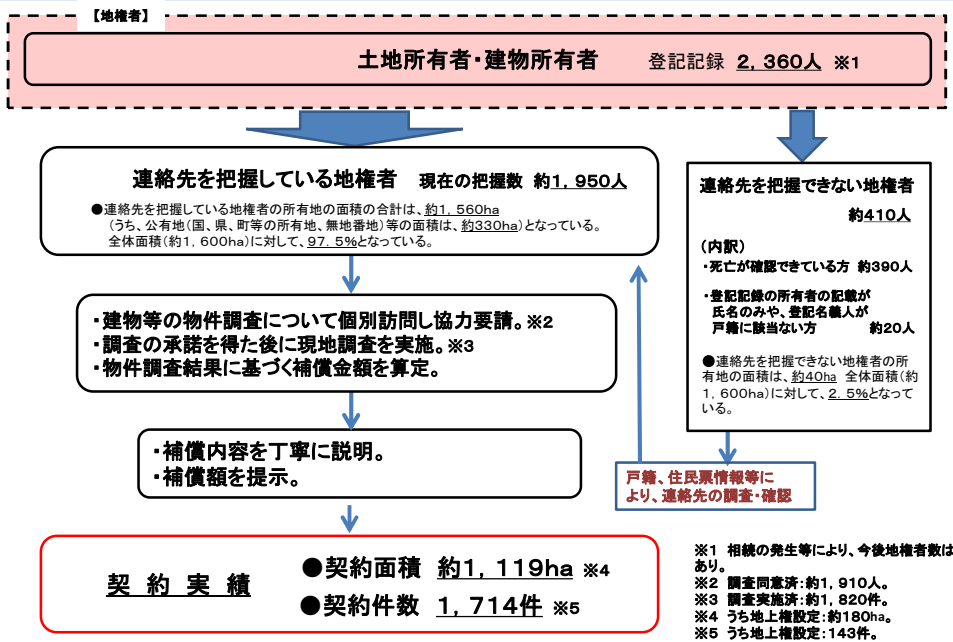 【地権者】
土地所有者・建物所有者 登記記録 2，360人 ※1
連絡先を把握している地権者 現在の把握数 約1，950人
●連絡先を把握している地権者の所有地の面積の合計は、約1，560ha
（うち、公有地（国、県、町等の所有地、無地番地）等の面積は、約330ha）となっている。
全体面積（約1，600ha）に対して、97．5％となっている。
・建物等の物件調査について個別訪問し協力要請。※2
・調査の承諾を得た後に現地調査を実施。※3
・物件調査結果に基づく補償金額を算定。
・補償内容を丁寧に説明。
・補償額を提示。
契 約 実 績
●契約面積 約1，119ha ※4
●契約件数 1，714件 ※5
連絡先を把握できない地権者
約410人
（内訳）
・死亡が確認できている方 約390人
・登記記録の所有者の記載が
氏名のみや、登記名義人が
戸籍に該当ない方 約20人
●連絡先を把握できない地権者の所
有地の面積は、約40ha 全体面積（約
1，600ha）に対して、2．5％となって
いる。
戸籍、住民票情報等に
より、連絡先の調査・確認
※1 相続の発生等により、今後地権者数は
あり。
※2 調査同意済：約1，910人。
※3 調査実施済：約1，820件。
※4 うち地上権設定：約180ha。
※5 うち地上権設定：143件。